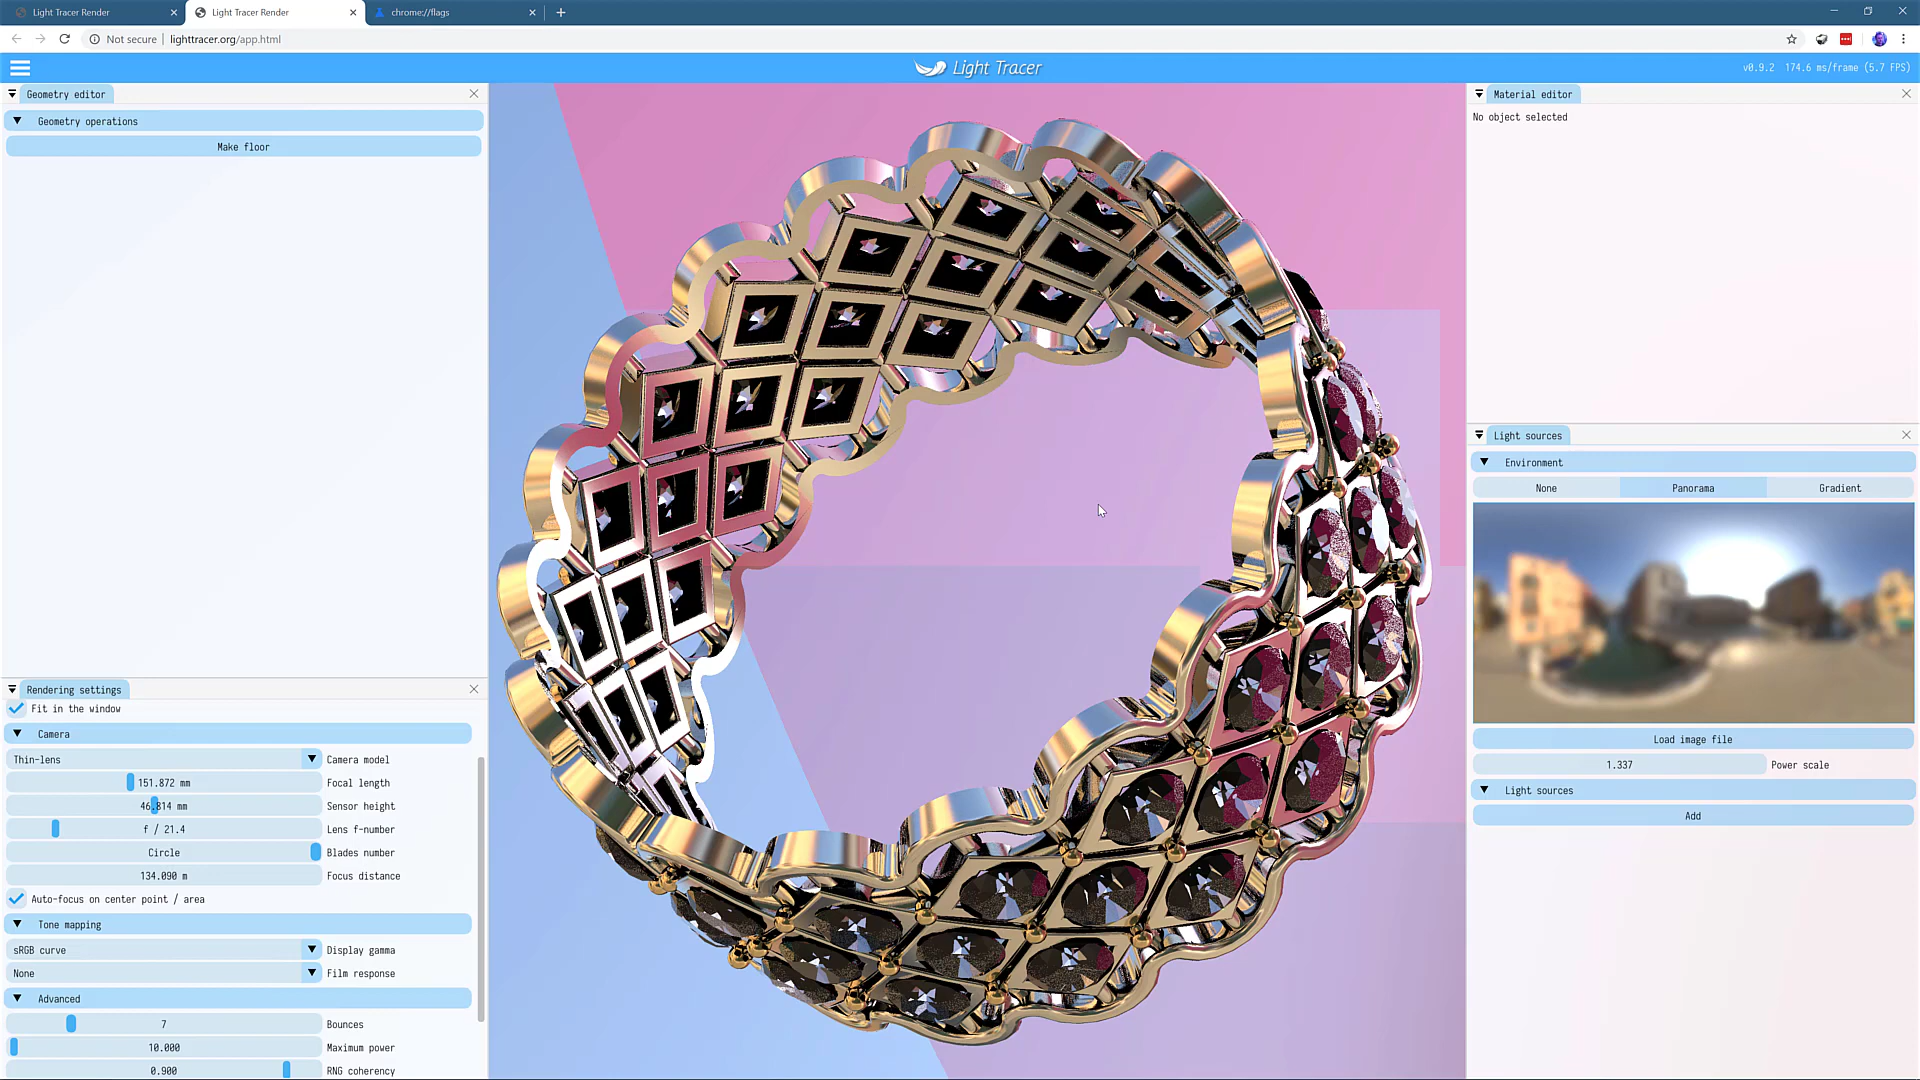 Light Tracer Render
Light Tracer Render
chrome://flags
Not secure
lighttracer.org/app.html
Light Tracer
v0.9.2 174.6 ms/frame (5.7 FPS)
Geometry editor
Geometry operations
Make floor
Rendering settings
Fit in the window
Camera
Thin-lens Camera model
151.872 mm Focal length
46.814 mm Sensor height
f / 21.4 Lens f-number
Circle Blades number
134.090 m Focus distance
Auto-focus on center point / area
Tone mapping
sRGB curve Display gamma
None Film response
Advanced
7 Bounces
10.000 Maximum power
0.900 RNG coherency
Material editor
No object selected
Light sources
Environment
None Panorama Gradient
Load image file
1.337 Power scale
Light sources
Add